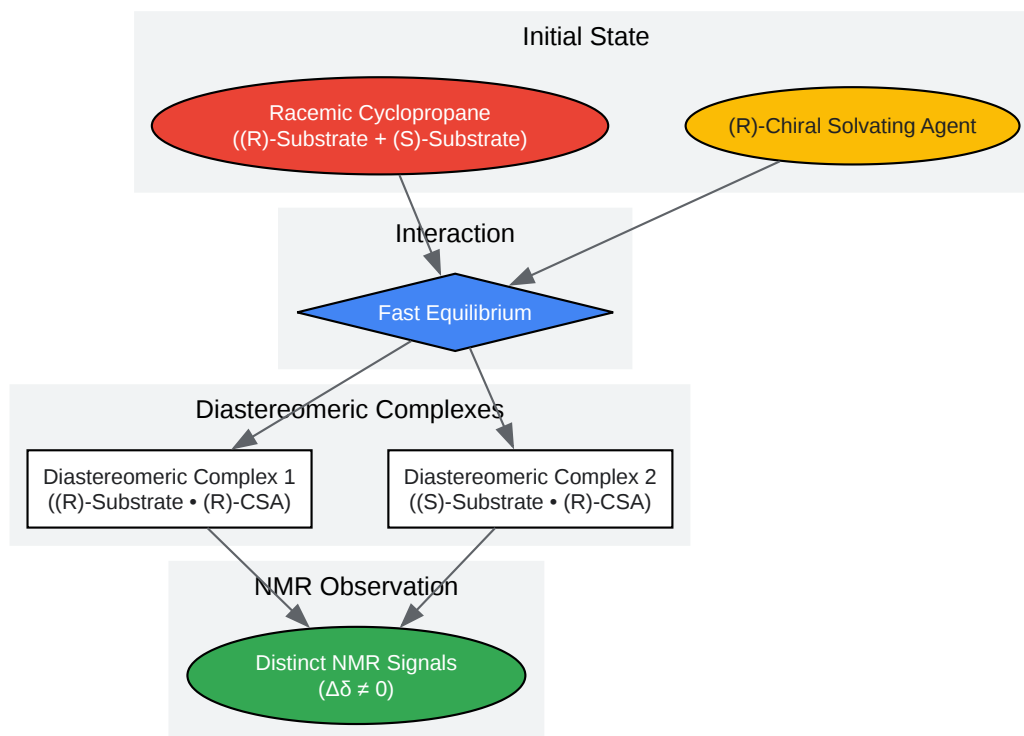 Initial State
Racemic Cyclopropane
((R)-Substrate + (S)-Substrate)
(R)-Chiral Solvating Agent
Interaction
Fast Equilibrium
Diastereomeric Complexes
Diastereomeric Complex 1
((R)-Substrate • (R)-CSA)
Diastereomeric Complex 2
((S)-Substrate • (R)-CSA)
NMR Observation
Distinct NMR Signals
(Δδ ≠ 0)